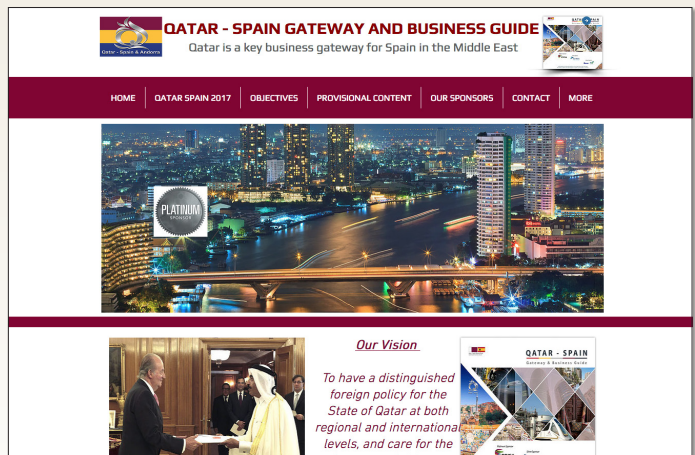 QATAR - SPAIN GATEWAY AND BUSINESS GUIDE
Qatar is a key business gateway for Spain in the Middle East
Qatar - Spain & Andorra
HOME
QATAR SPAIN 2017
OBJECTIVES
PROVISIONAL CONTENT
OUR SPONSORS
CONTACT
MORE
PLATINUM
SPONSOR
Our Vision
To have a distinguished
foreign policy for the
State of Qatar at both
regional and international
levels, and care for the
QATAR - SPAIN
Gateway & Business Guide